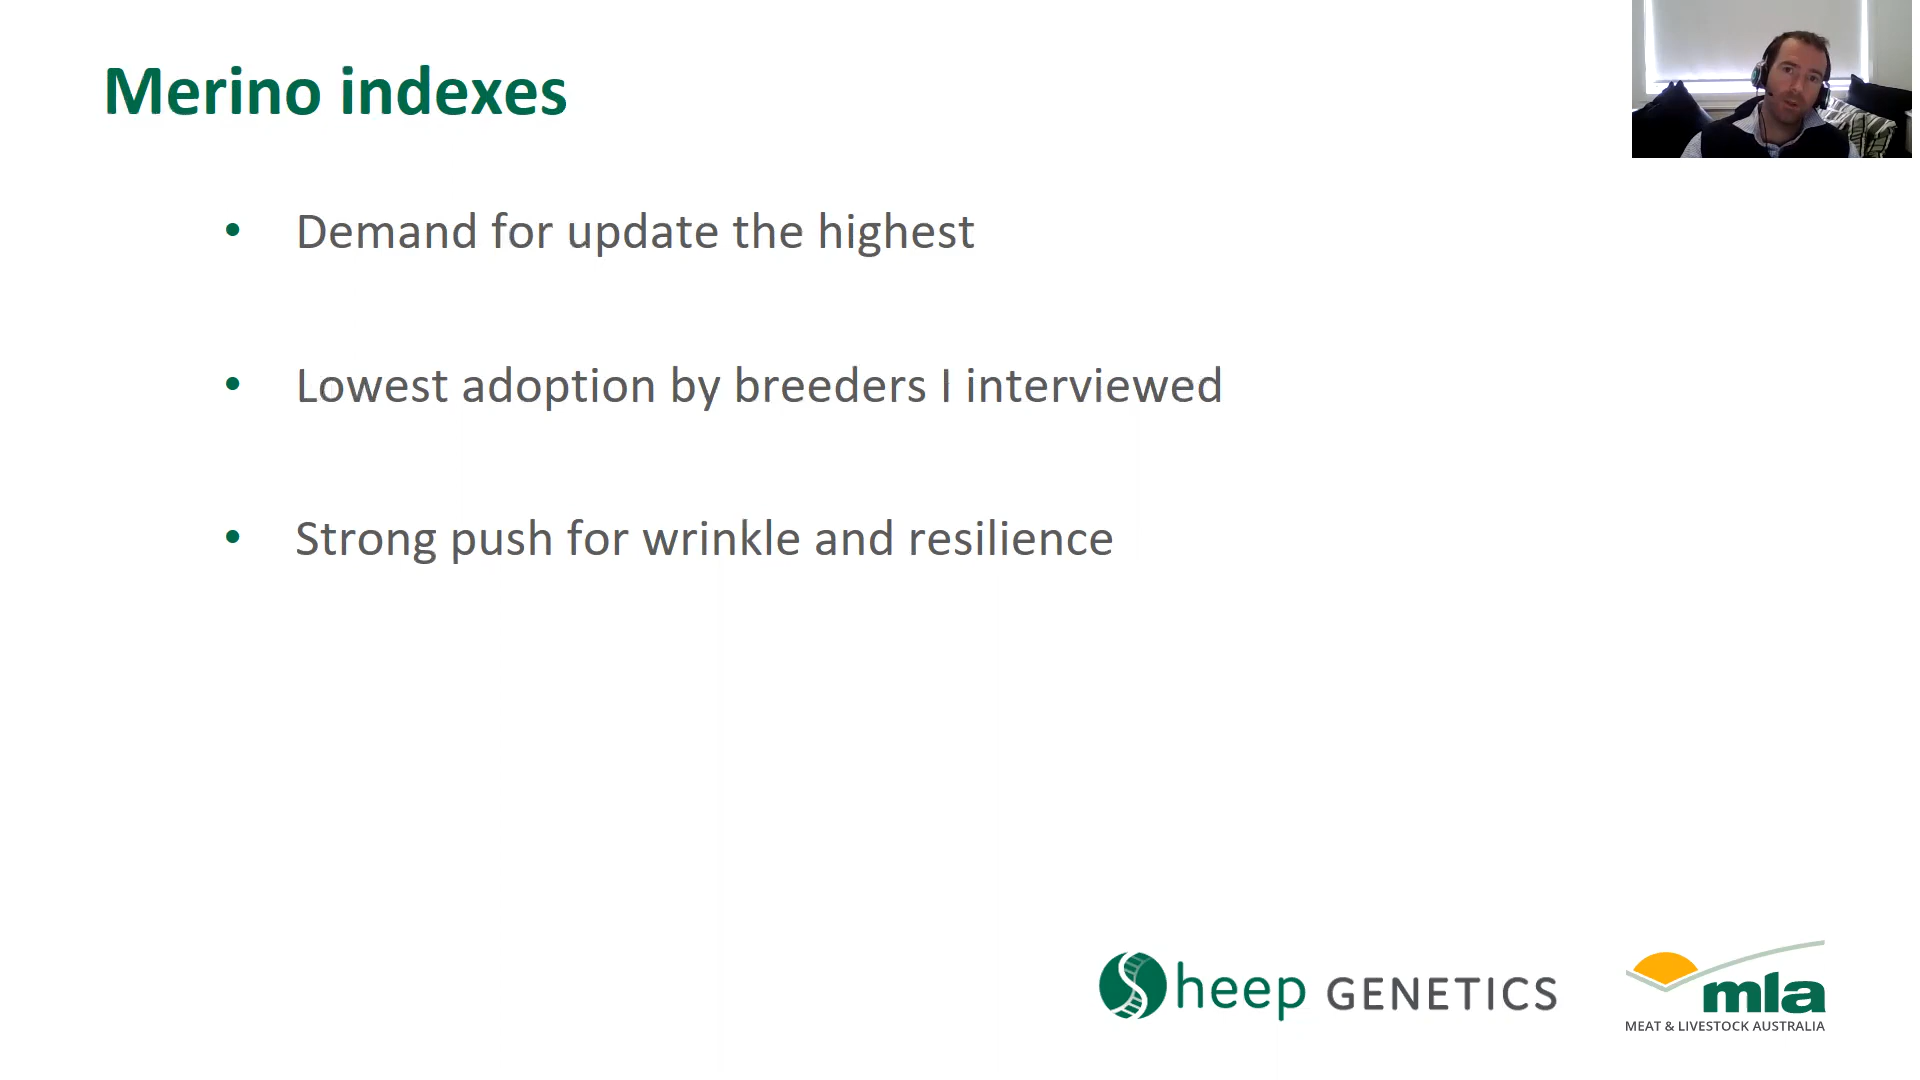 Merino indexes
• Demand for update the highest
• Lowest adoption by breeders I interviewed
• Strong push for wrinkle and resilience
Sheep GENETICS
mla
MEAT & LIVESTOCK AUSTRALIA